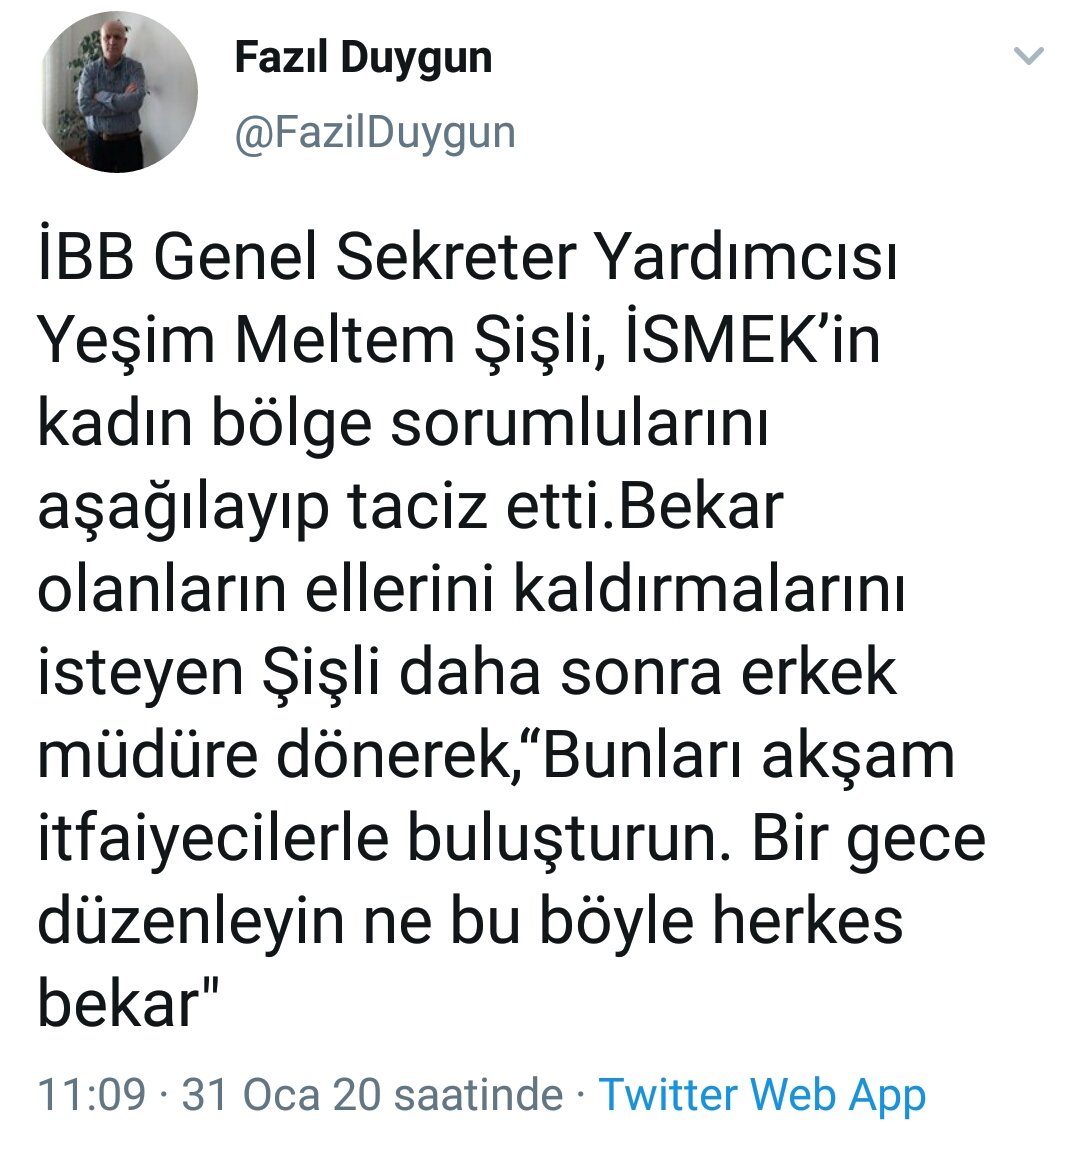 Fazıl Duygun
@FazilDuygun
İBB Genel Sekreter Yardımcısı
Yeşim Meltem Şişli, İSMEK’in
kadın bölge sorumlularını
aşağılayıp taciz etti.Bekar
olanların ellerini kaldırmalarını
isteyen Şişli daha sonra erkek
müdüre dönerek,“Bunları akşam
itfaiyecilerle buluşturun. Bir gece
düzenleyin ne bu böyle herkes
bekar"
11:09 · 31 Oca 20 saatinde · Twitter Web App